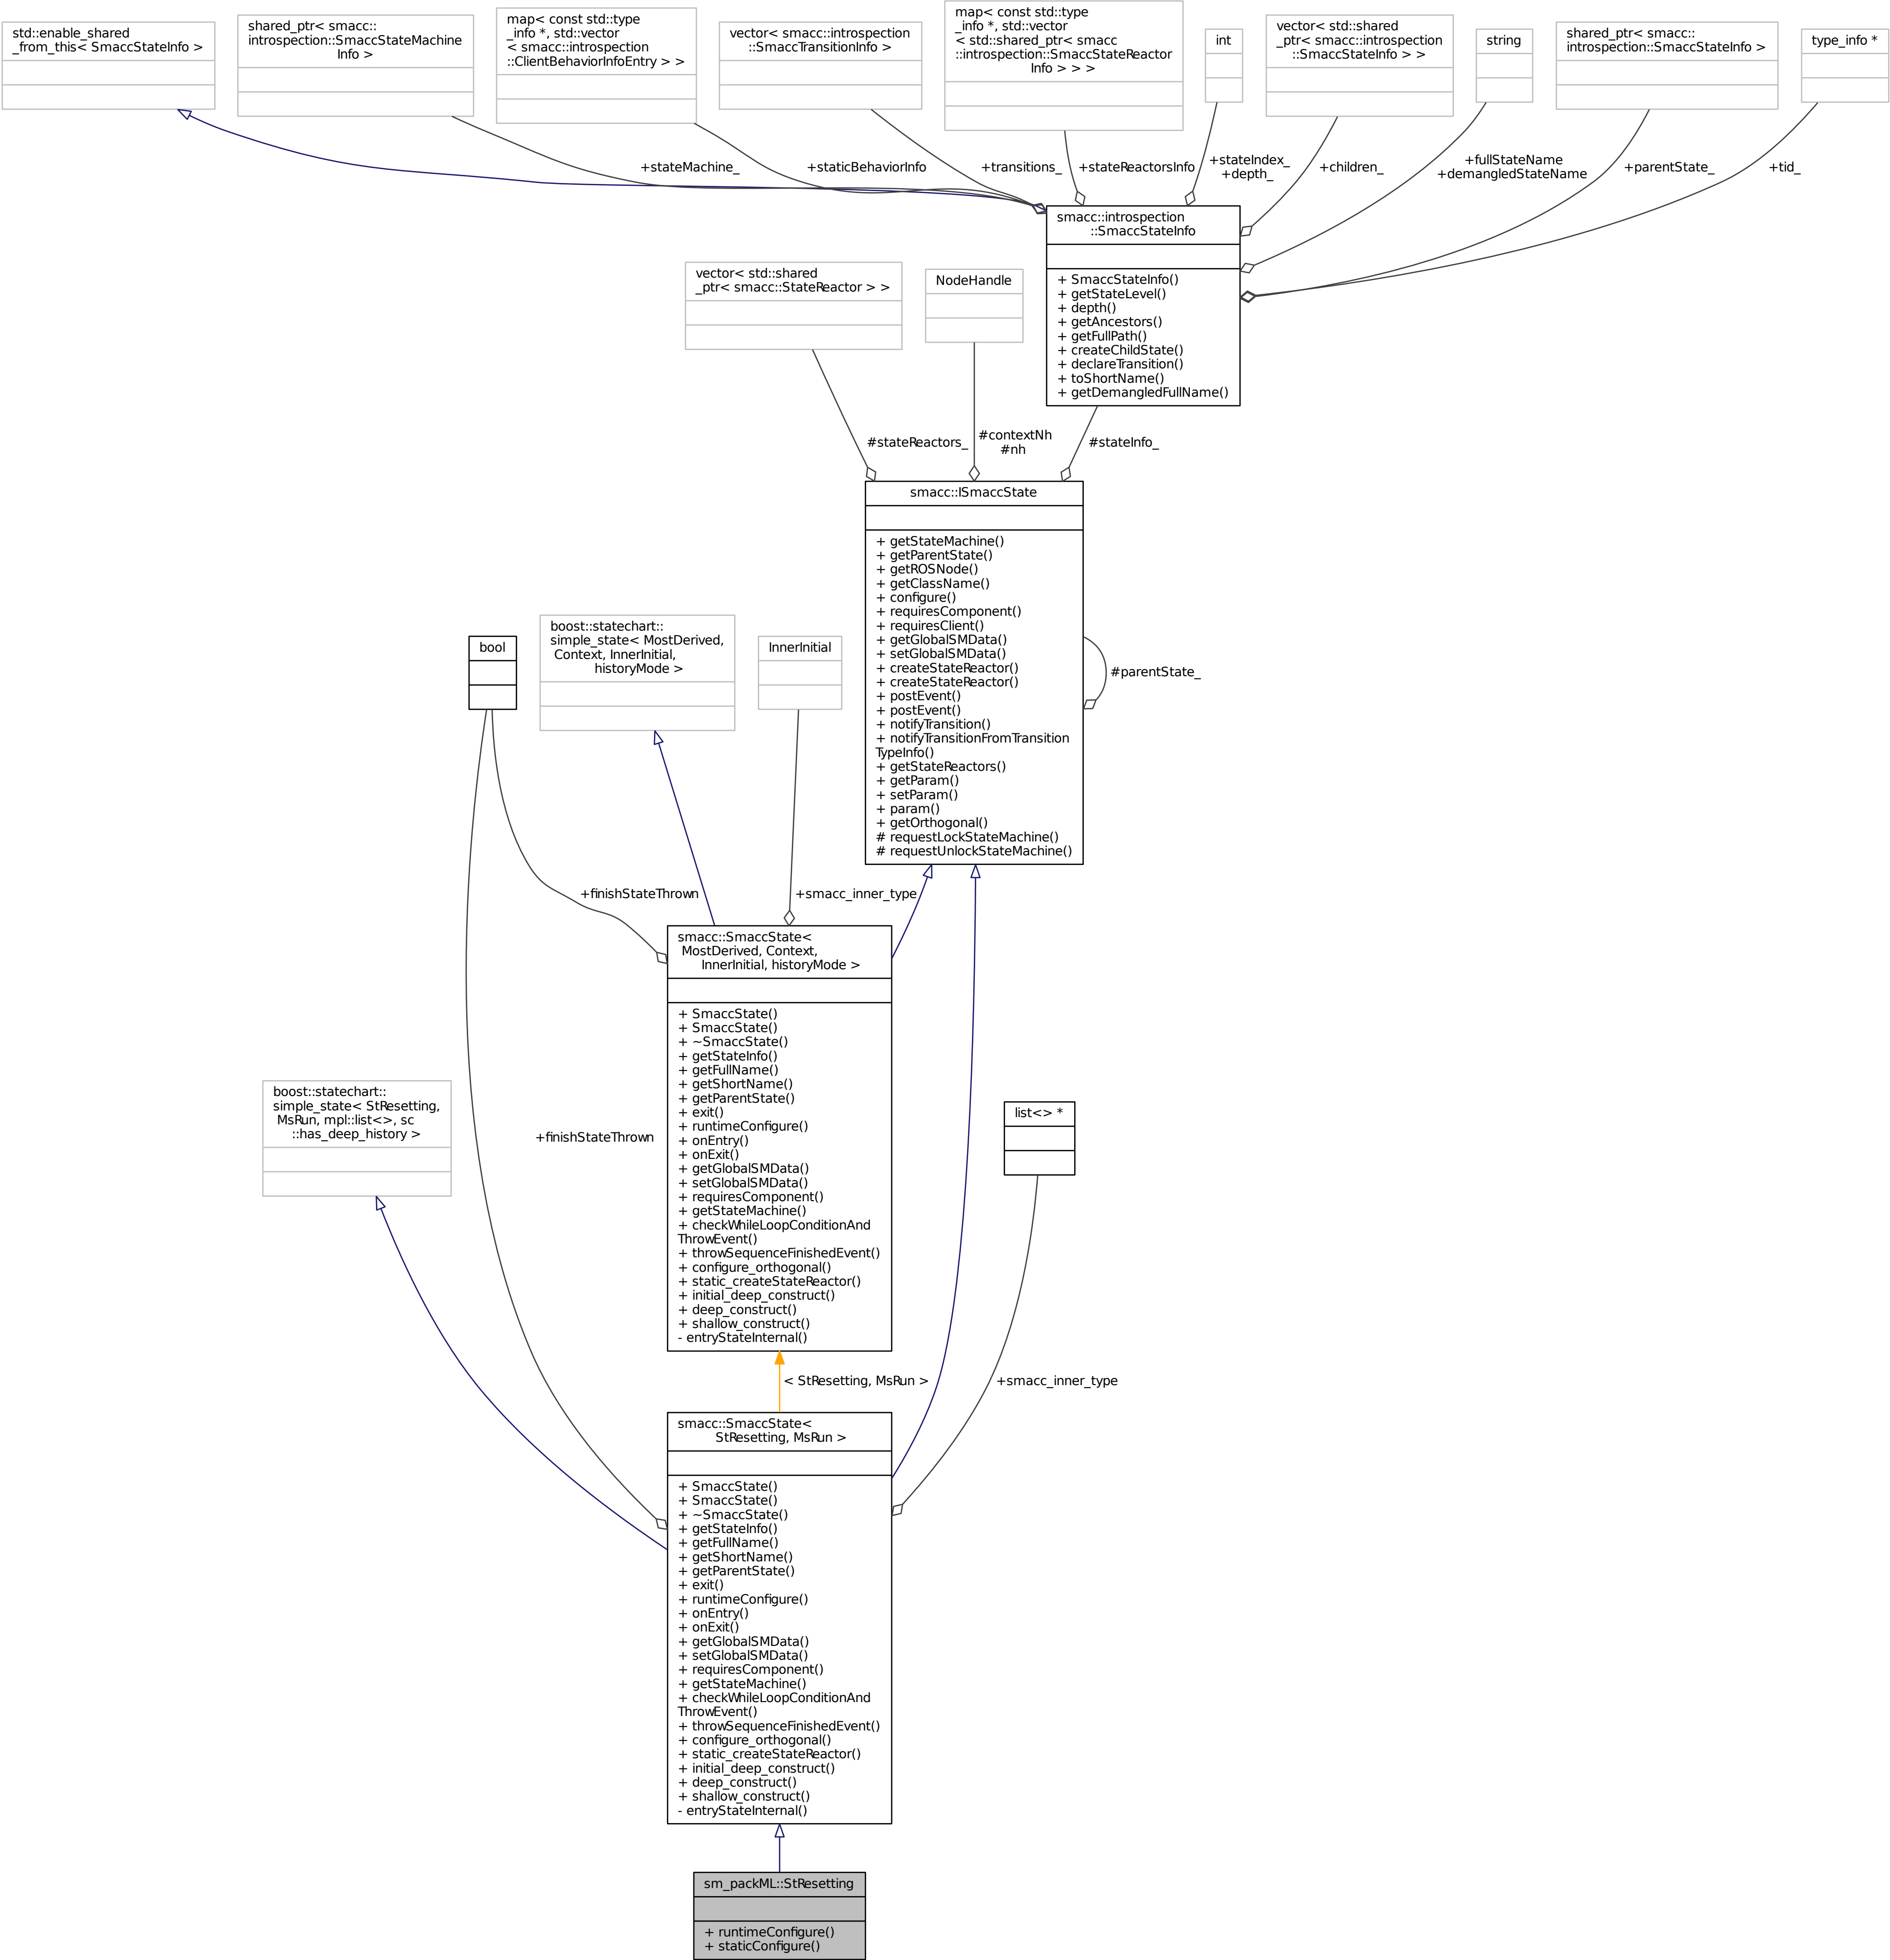 std::enable_shared
_from_this< SmaccStateInfo >
shared_ptr< smacc::
introspection::SmaccStateMachine
Info >
map< const std::type
_info *, std::vector
< smacc::introspection
::ClientBehaviorInfoEntry > >
vector< smacc::introspection
::SmaccTransitionInfo >
map< const std::type
_info *, std::vector
< std::shared_ptr< smacc
::introspection::SmaccStateReactor
Info > > >
int
vector< std::shared
_ptr< smacc::introspection
::SmaccStateInfo > >
string
shared_ptr< smacc::
introspection::SmaccStateInfo >
type_info *
+stateMachine_
+staticBehaviorInfo
+transitions_
+stateReactorsInfo
+stateIndex_
+depth_
+children_
+fullStateName
+demangledStateName
+parentState_
+tid_
smacc::introspection
::SmaccStateInfo
+ SmaccStateInfo()
+ getStateLevel()
+ depth()
+ getAncestors()
+ getFullPath()
+ createChildState()
+ declareTransition()
+ toShortName()
+ getDemangledFullName()
vector< std::shared
_ptr< smacc::StateReactor > >
NodeHandle
#stateReactors_
#contextNh
#nh
#stateInfo_
smacc::ISmaccState
+ getStateMachine()
+ getParentState()
+ getROSNode()
+ getClassName()
+ configure()
+ requiresComponent()
+ requiresClient()
+ getGlobalSMData()
+ setGlobalSMData()
+ createStateReactor()
+ createStateReactor()
+ postEvent()
+ postEvent()
+ notifyTransition()
+ notifyTransitionFromTransition
TypeInfo()
+ getStateReactors()
+ getParam()
+ setParam()
+ param()
+ getOrthogonal()
# requestLockStateMachine()
# requestUnlockStateMachine()
#parentState_
bool
boost::statechart::
simple_state< MostDerived,
Context, InnerInitial,
historyMode >
InnerInitial
+finishStateThrown
+smacc_inner_type
smacc::SmaccState<
MostDerived, Context,
InnerInitial, historyMode >
+ SmaccState()
+ SmaccState()
+ ~SmaccState()
+ getStateInfo()
+ getFullName()
+ getShortName()
+ getParentState()
+ exit()
+ runtimeConfigure()
+ onEntry()
+ onExit()
+ getGlobalSMData()
+ setGlobalSMData()
+ requiresComponent()
+ getStateMachine()
+ checkWhileLoopConditionAnd
ThrowEvent()
+ throwSequenceFinishedEvent()
+ configure_orthogonal()
+ static_createStateReactor()
+ initial_deep_construct()
+ deep_construct()
+ shallow_construct()
- entryStateInternal()
boost::statechart::
simple_state< StResetting,
MsRun, mpl::list<>, sc
::has_deep_history >
+finishStateThrown
list<> *
< StResetting, MsRun >
+smacc_inner_type
smacc::SmaccState<
StResetting, MsRun >
+ SmaccState()
+ SmaccState()
+ ~SmaccState()
+ getStateInfo()
+ getFullName()
+ getShortName()
+ getParentState()
+ exit()
+ runtimeConfigure()
+ onEntry()
+ onExit()
+ getGlobalSMData()
+ setGlobalSMData()
+ requiresComponent()
+ getStateMachine()
+ checkWhileLoopConditionAnd
ThrowEvent()
+ throwSequenceFinishedEvent()
+ configure_orthogonal()
+ static_createStateReactor()
+ initial_deep_construct()
+ deep_construct()
+ shallow_construct()
- entryStateInternal()
sm_packML::StResetting
+ runtimeConfigure()
+ staticConfigure()